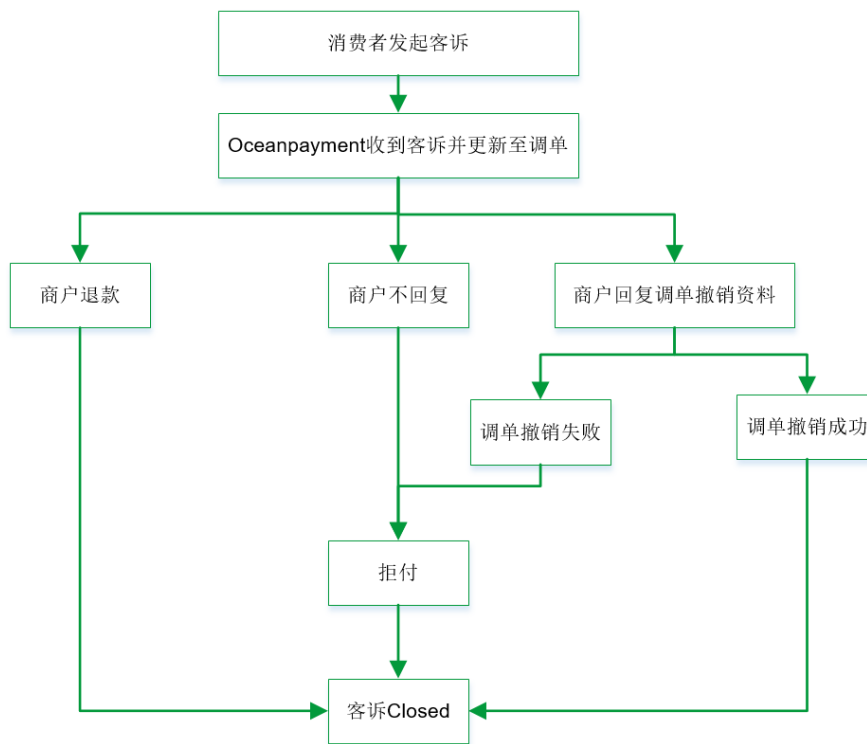 消费者发起客诉
Oceanpayment收到客诉并更新至调单
商户退款
商户不回复
商户回复调单撤销资料
调单撤销失败
调单撤销成功
拒付
客诉Closed